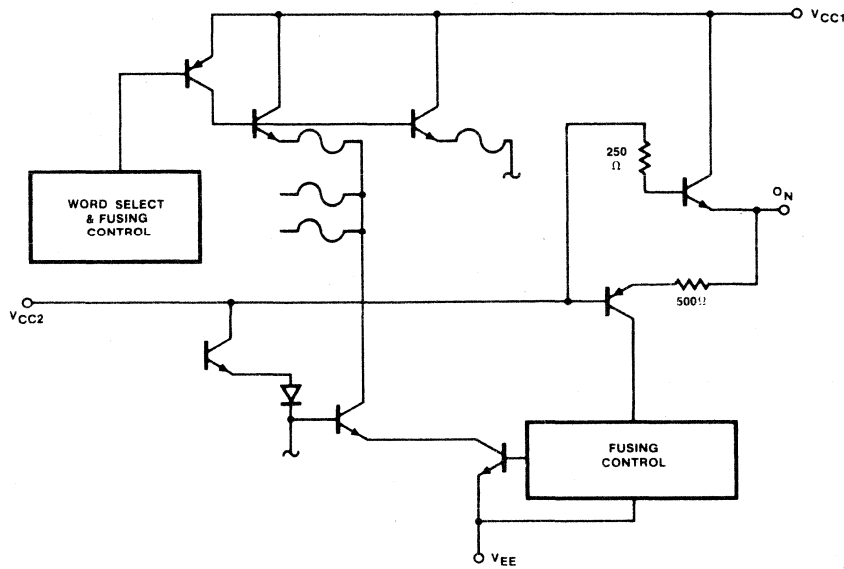 VCC1
250
Ω
WORD SELECT
& FUSING
CONTROL
ON
500Ω
VCC2
FUSING
CONTROL
VEE